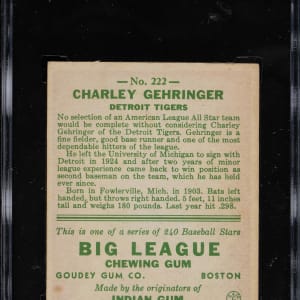 — No. 222 —
CHARLEY GEHRINGER
DETROIT TIGERS
No selection of an American League All Star team
would be complete without considering Charley
Gehringer of the Detroit Tigers. Gehringer is a
fine fielder, good base runner and one of the most
dependable hitters of the league.
He left the University of Michigan to sign with
Detroit in 1924 and after two years of minor
league experience came back to win position as
second baseman on the team, which he has held
ever since.
Born in Fowlerville, Mich. in 1903. Bats left
handed, but throws right handed. 5 feet, 11 inches
tall and weighs 180 pounds. Last year hit .298.
This is one of a series of 240 Baseball Stars
BIG LEAGUE
CHEWING GUM
GOUDEY GUM CO. BOSTON
Made by the originators of
INDIAN GUM